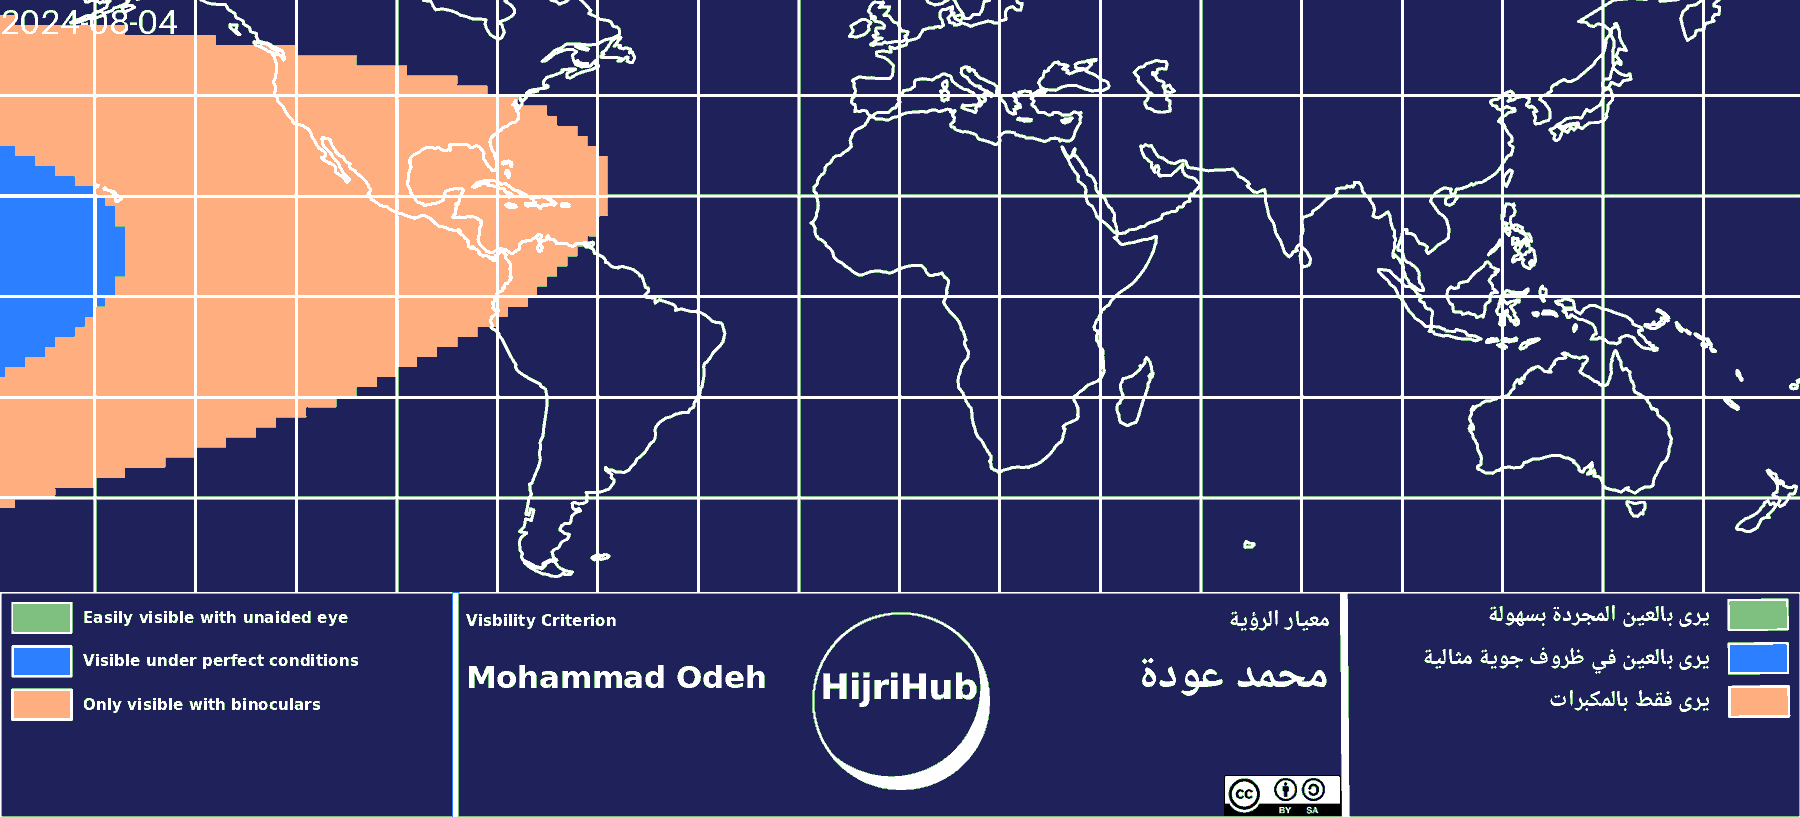 2024-08-04
Easily visible with unaided eye
Visible under perfect conditions
Only visible with binoculars
Visbility Criterion
Mohammad Odeh
HijriHub
معيار الرؤية
محمد عودة
cc
BY SA
يرى بالعين المجردة بسهولة
يرى بالعين في ظروف جوية مثالية
يرى فقط بالمكبرات